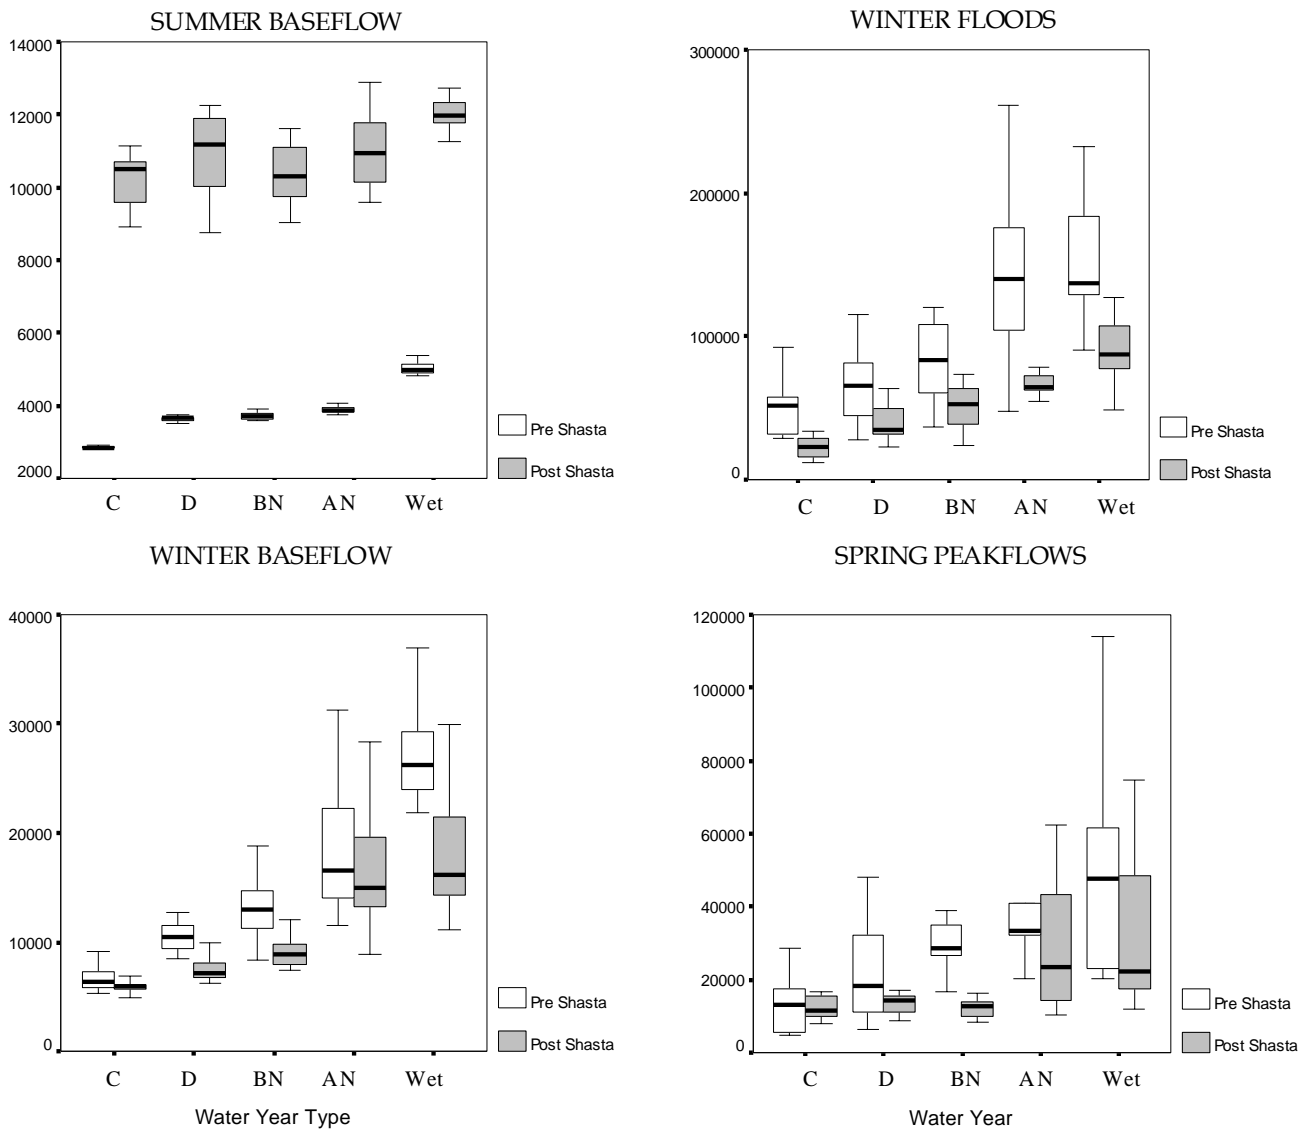 SUMMER BASEFLOW
14000
12000
10000
8000
6000
4000
2000
C D BN AN Wet
Pre Shasta
Post Shasta
WINTER FLOODS
300000
200000
100000
0
C D BN AN Wet
Pre Shasta
Post Shasta
WINTER BASEFLOW
40000
30000
20000
10000
0
C D BN AN Wet
Water Year Type
Pre Shasta
Post Shasta
SPRING PEAKFLOWS
120000
100000
80000
60000
40000
20000
0
C D BN AN Wet
Water Year
Pre Shasta
Post Shasta